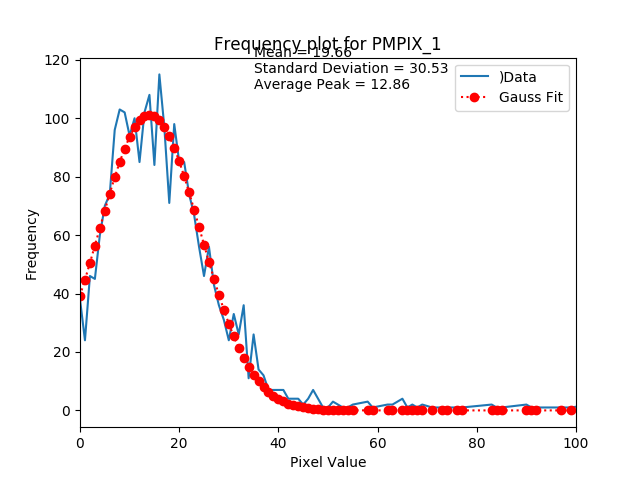 Frequency plot for PMPIX_1
Mean = 19.66
Standard Deviation = 30.53
Average Peak = 12.86
)Data
Gauss Fit
Frequency
120
100
80
60
40
20
0
0 20 40 60 80 100
Pixel Value